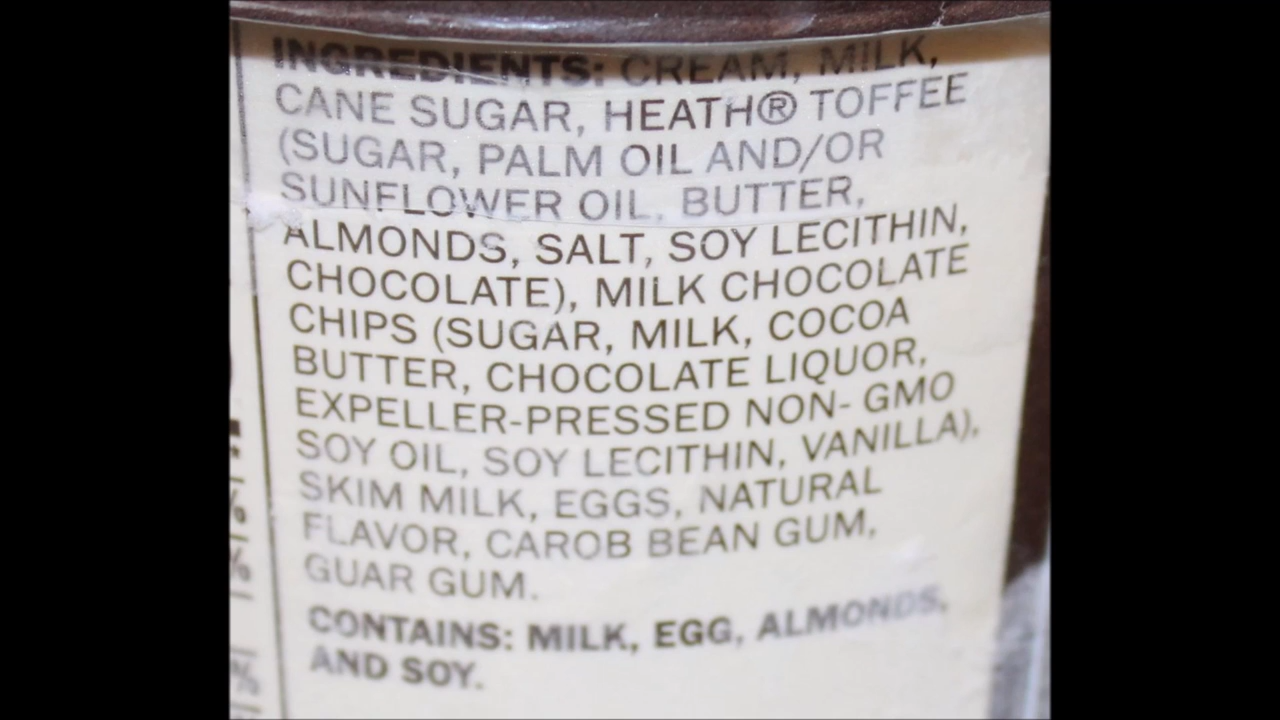 INGREDIENTS: CREAM, MILK,
CANE SUGAR, HEATH® TOFFEE
(SUGAR, PALM OIL AND/OR
SUNFLOWER OIL, BUTTER,
ALMONDS, SALT, SOY LECITHIN,
CHOCOLATE), MILK CHOCOLATE
CHIPS (SUGAR, MILK, COCOA
BUTTER, CHOCOLATE LIQUOR,
EXPELLER-PRESSED NON- GMO
SOY OIL, SOY LECITHIN, VANILLA),
SKIM MILK, EGGS, NATURAL
FLAVOR, CAROB BEAN GUM,
GUAR GUM.
CONTAINS: MILK, EGG, ALMONDS,
AND SOY.
%
%
%